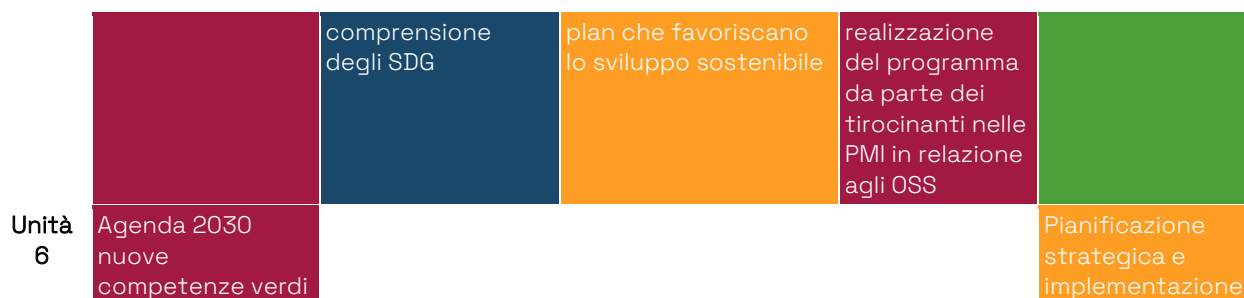 comprensione
degli SDG
plan che favoriscano
lo sviluppo sostenibile
realizzazione
del programma
da parte dei
tirocinanti nelle
PMI in relazione
agli OSS
Unità
6
Agenda 2030
nuove
competenze verdi
Pianificazione
strategica e
implementazione